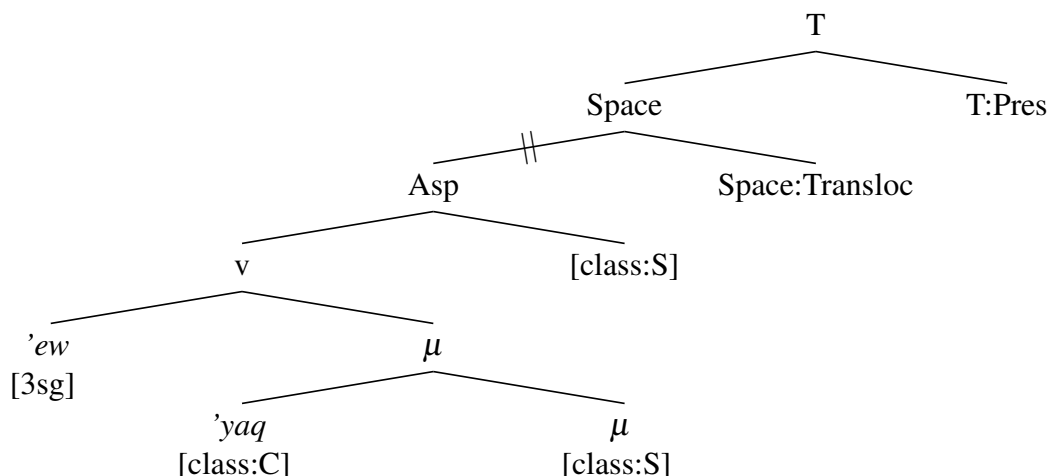 T
Space T:Pres
Asp Space:Transloc
v [class:S]
’ew μ
[3sg]
’yaq μ
[class:C] [class:S]